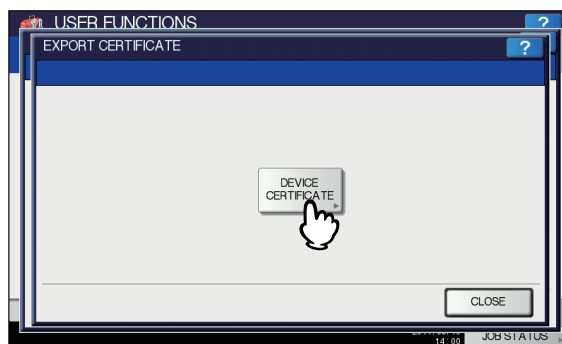 USER FUNCTIONS
?
EXPORT CERTIFICATE
?
DEVICE
CERTIFICATE
CLOSE
14:00
JOB STATUS